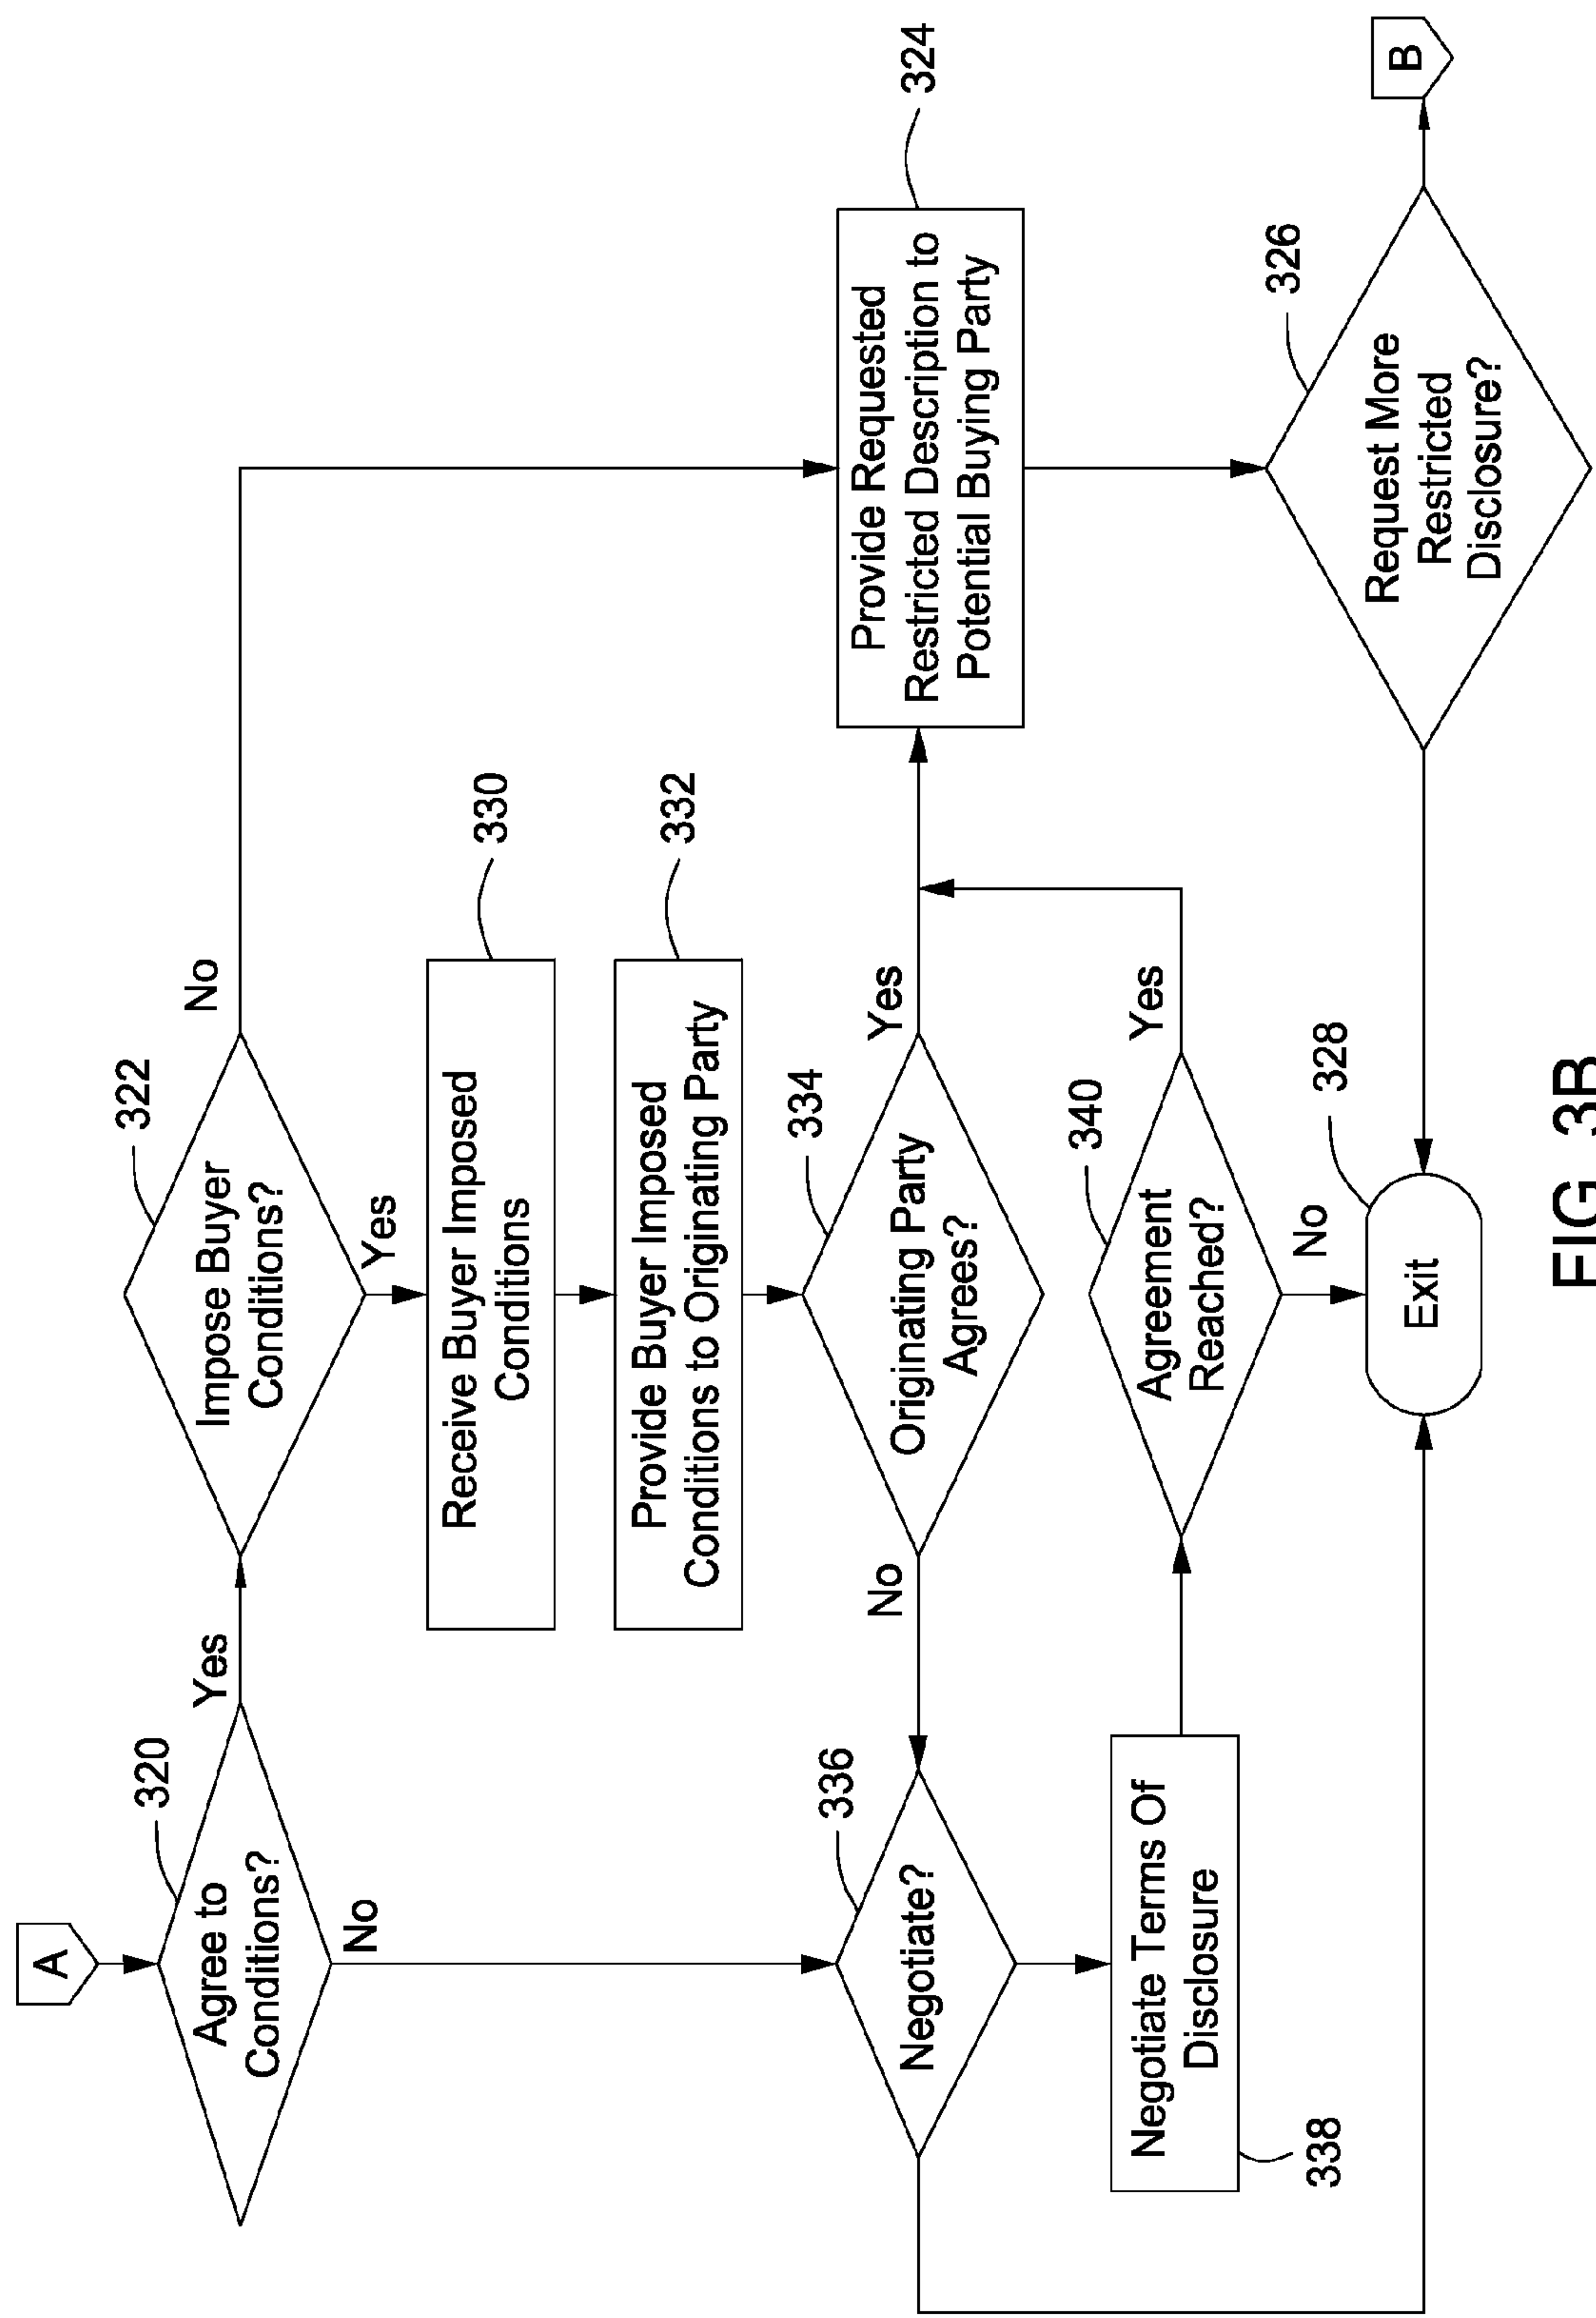 A
320
Agree to
Conditions?
Yes
No
322
Impose Buyer
Conditions?
No
Yes
330
Receive Buyer Imposed
Conditions
332
Provide Buyer Imposed
Conditions to Originating Party
334
Originating Party
Agrees?
Yes
No
336
Negotiate?
338
Negotiate Terms Of
Disclosure
340
Agreement
Reached?
Yes
No
328
Exit
324
Provide Requested
Restricted Description to
Potential Buying Party
326
Request More
Restricted
Disclosure?
B
FIG. 3B